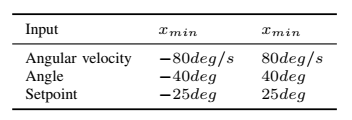 Input x_min x_min
Angular velocity −80deg/s 80deg/s
Angle −40deg 40deg
Setpoint −25deg 25deg